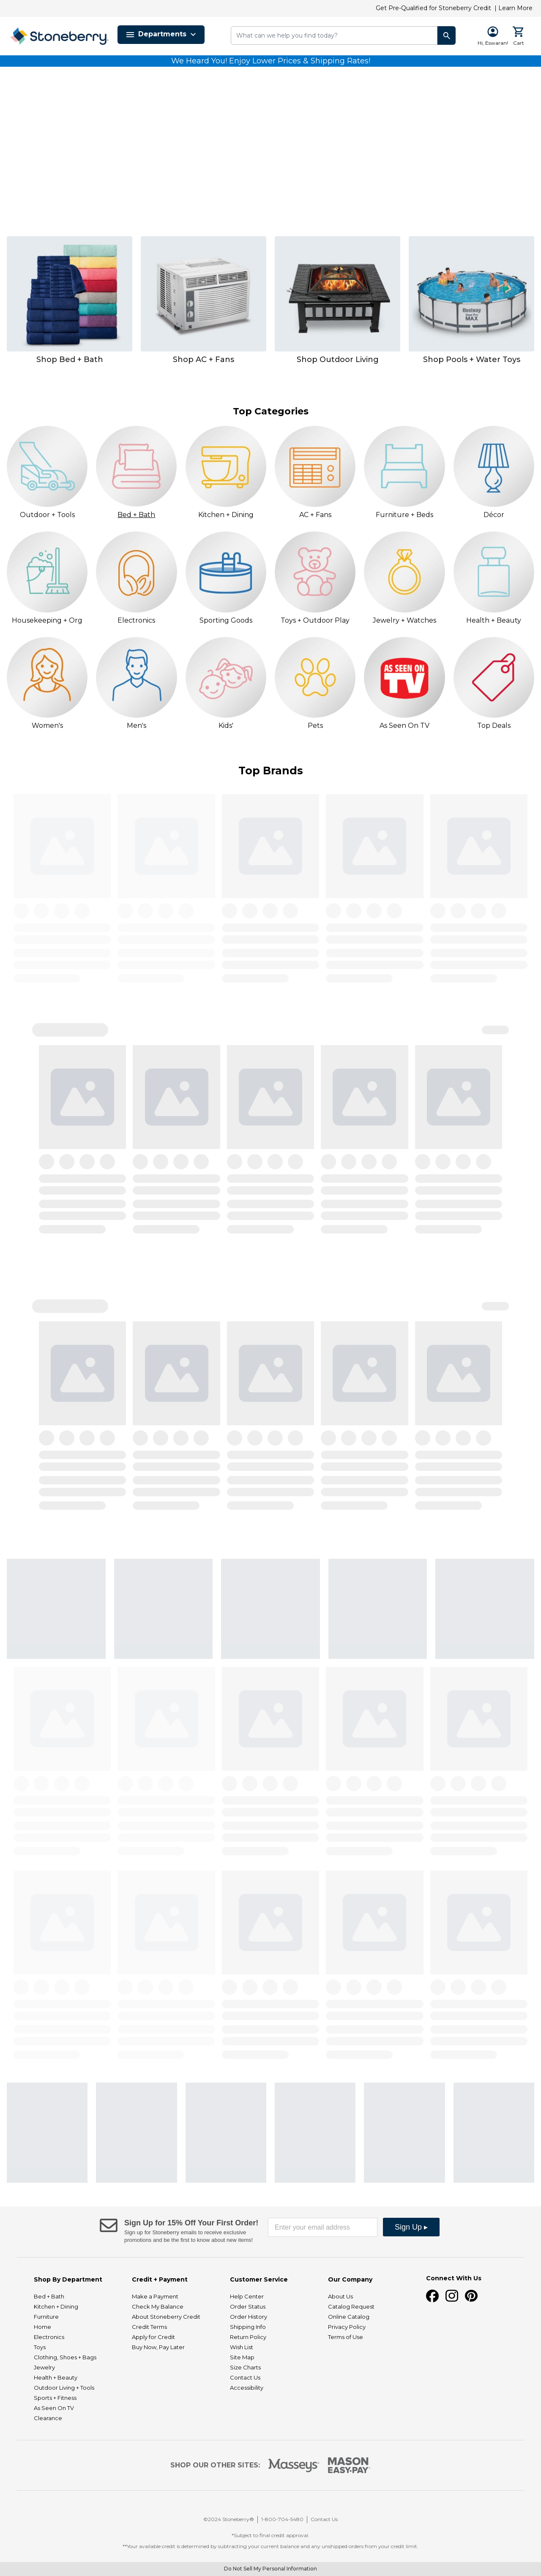 Get Pre-Qualified for Stoneberry Credit | Learn More
Stoneberry
Departments
What can we help you find today?
Hi, Eswaran!
Cart
We Heard You! Enjoy Lower Prices & Shipping Rates!
Shop Bed + Bath
Shop AC + Fans
Shop Outdoor Living
Shop Pools + Water Toys
Top Categories
Outdoor + Tools
Bed + Bath
Kitchen + Dining
AC + Fans
Furniture + Beds
Décor
Housekeeping + Org
Electronics
Sporting Goods
Toys + Outdoor Play
Jewelry + Watches
Health + Beauty
AS SEEN ON
TV
Women's
Men's
Kids'
Pets
As Seen On TV
Top Deals
Top Brands
Sign Up for 15% Off Your First Order!
Sign up for Stoneberry emails to receive exclusive
promotions and be the first to know about new items!
Enter your email address
Sign Up ▸
Shop By Department
Bed + Bath
Kitchen + Dining
Furniture
Home
Electronics
Toys
Clothing, Shoes + Bags
Jewelry
Health + Beauty
Outdoor Living + Tools
Sports + Fitness
As Seen On TV
Clearance
Credit + Payment
Make a Payment
Check My Balance
About Stoneberry Credit
Credit Terms
Apply for Credit
Buy Now, Pay Later
Customer Service
Help Center
Order Status
Order History
Shipping Info
Return Policy
Wish List
Site Map
Size Charts
Contact Us
Accessibility
Our Company
About Us
Catalog Request
Online Catalog
Privacy Policy
Terms of Use
Connect With Us
SHOP OUR OTHER SITES:
Masseys
MASON
EASY-PAY
©2024 Stoneberry® | 1-800-704-5480 | Contact Us
*Subject to final credit approval.
**Your available credit is determined by subtracting your current balance and any unshipped orders from your credit limit.
Do Not Sell My Personal Information